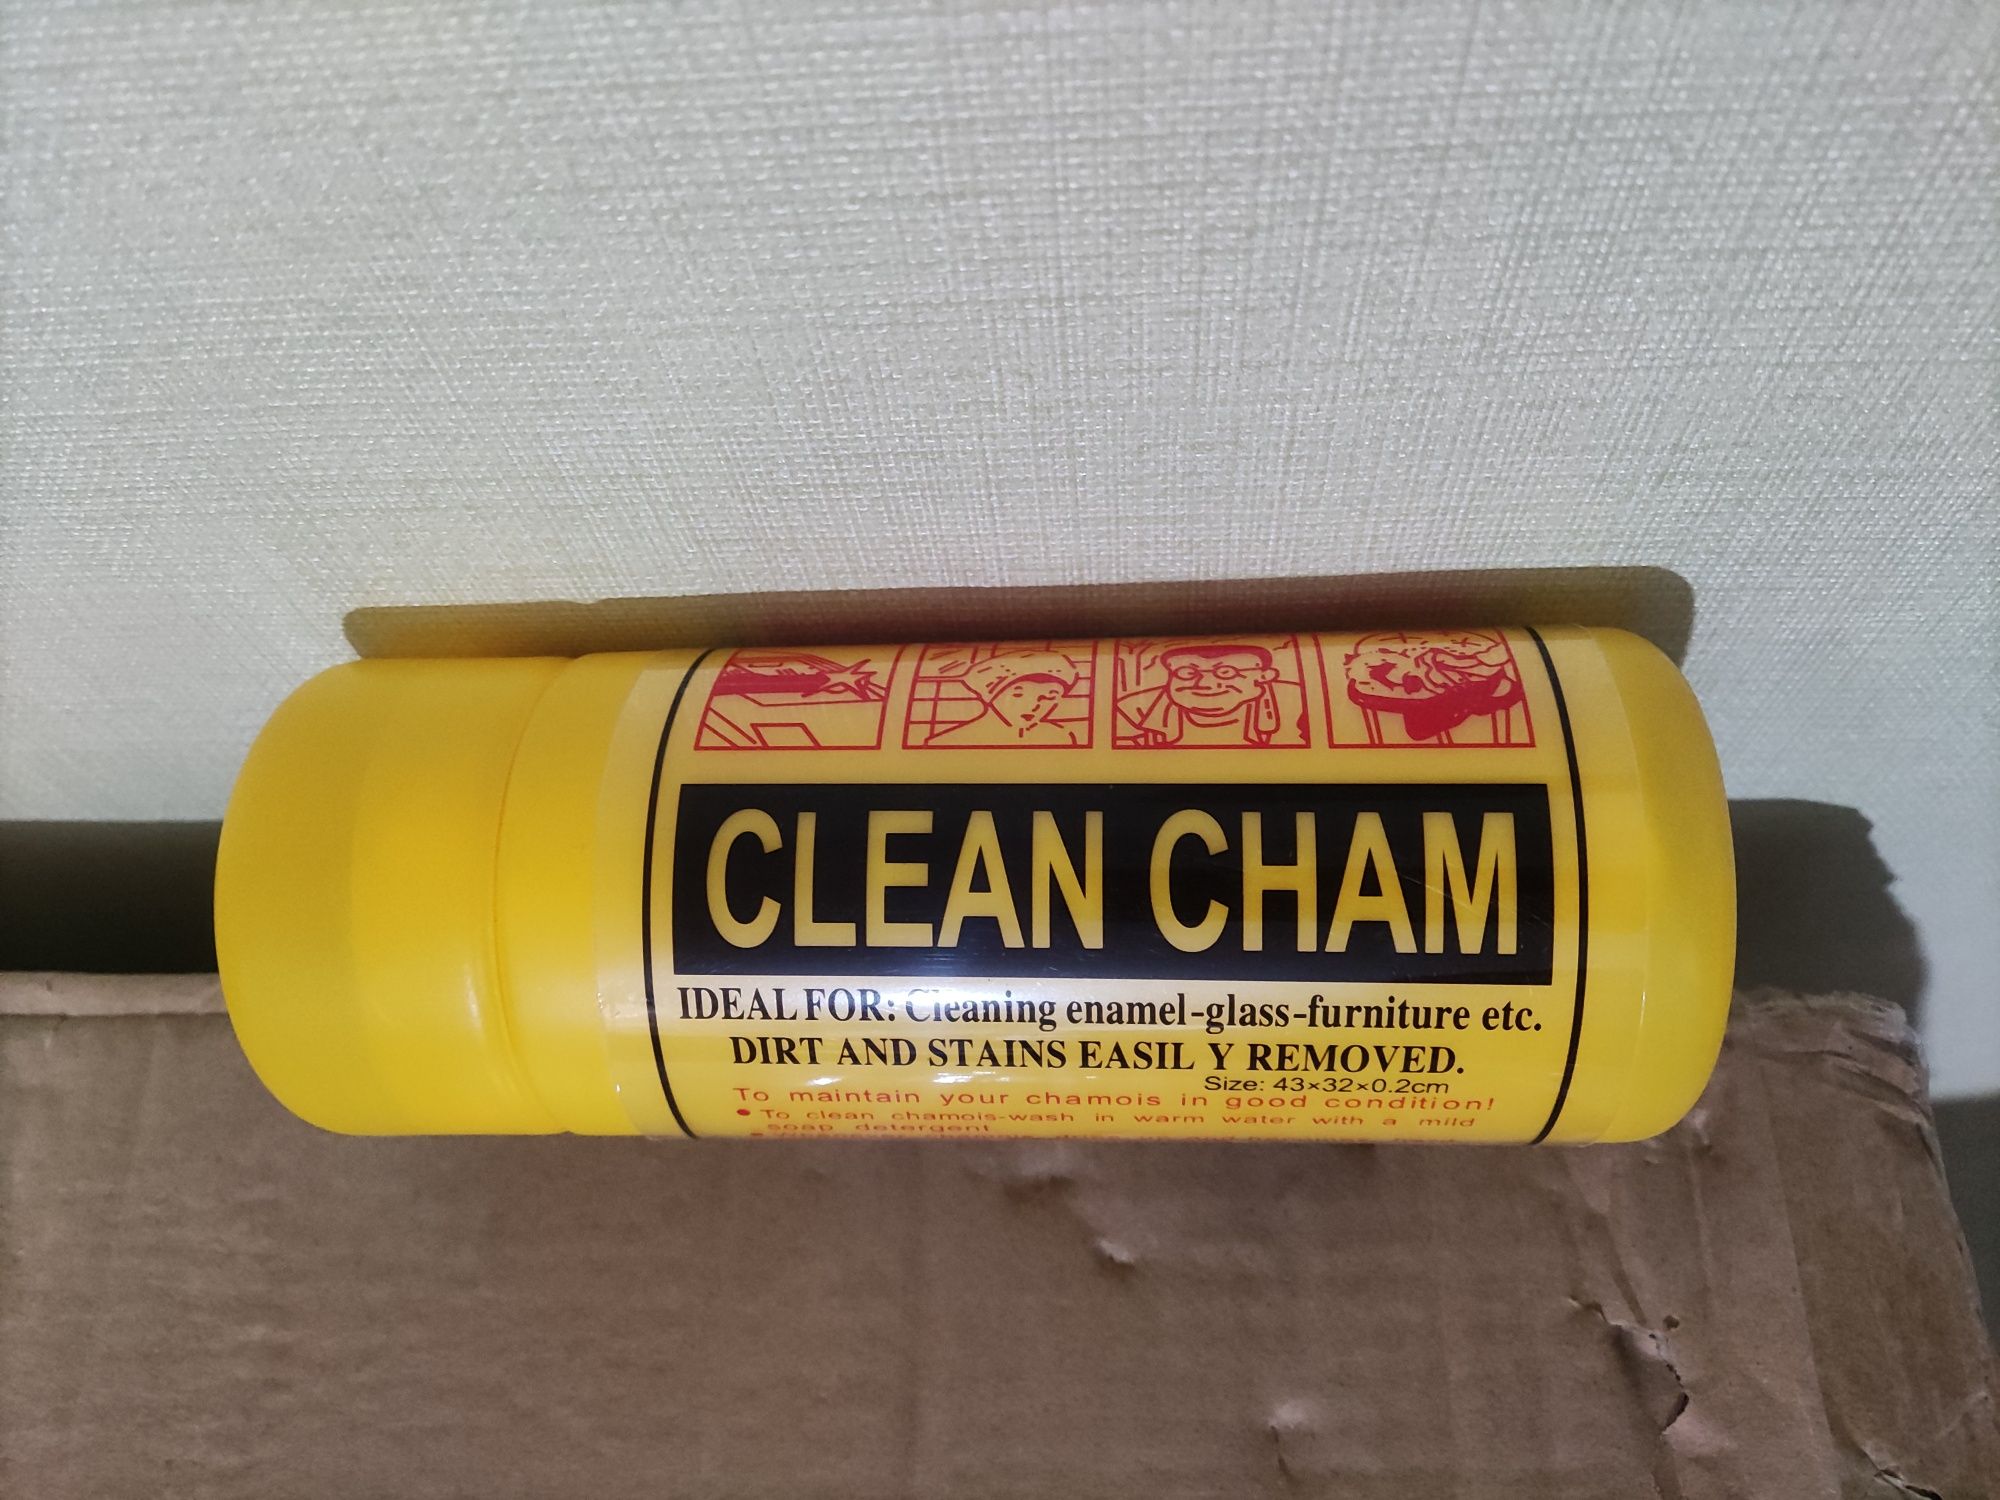 CLEAN CHAM
IDEAL FOR: Cleaning enamel-glass-furniture etc.
DIRT AND STAINS EASIL Y REMOVED.
Size: 43×32×0.2cm
To maintain your chamois in good condition!
• To clean chamois-wash in warm water with a mild
soap detergent